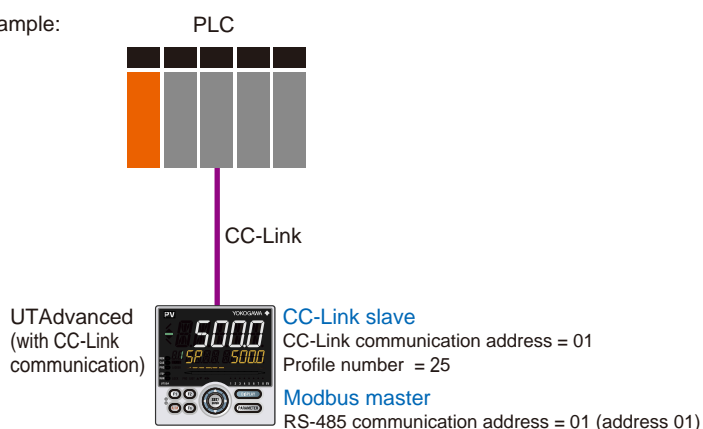 ample:
PLC
CC-Link
UTAdvanced
(with CC-Link
communication)
PV
YOKOGAWA
500.0
SP 500.0
PARAMETER
CC-Link slave
CC-Link communication address = 01
Profile number = 25
Modbus master
RS-485 communication address = 01 (address 01)